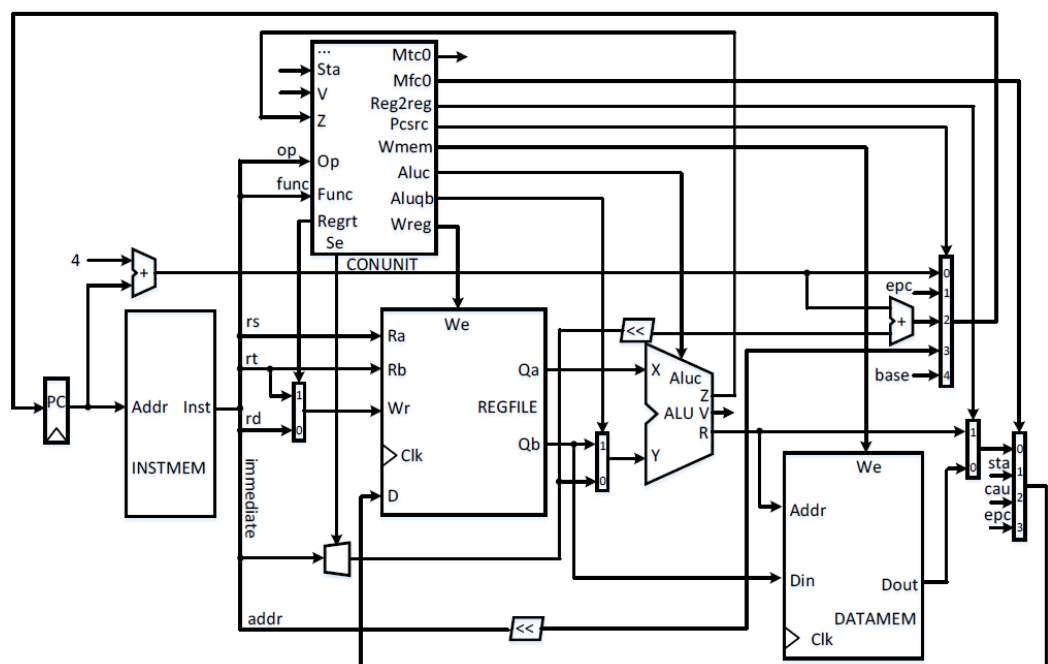 ...
Mtc0
Sta
Mfc0
V
Reg2reg
Z
Pcsrc
Wmem
op
Op
Aluc
func
Func
Aluqb
Regrt
Wreg
Se
CONUNIT
4
+
0
epc
1
+
2
<<
3
base
4
rs
We
Ra
rt
Rb
Qa
X
Aluc
PC
Addr
Inst
1
Wr
REGFILE
Z
ALU
V
rd
0
R
1
0
Qb
1
We
sta
1
INSTMEM
Clk
Y
0
cau
2
immediate
0
D
Addr
epc
3
Din
Dout
addr
<<
DATAMEM
Clk